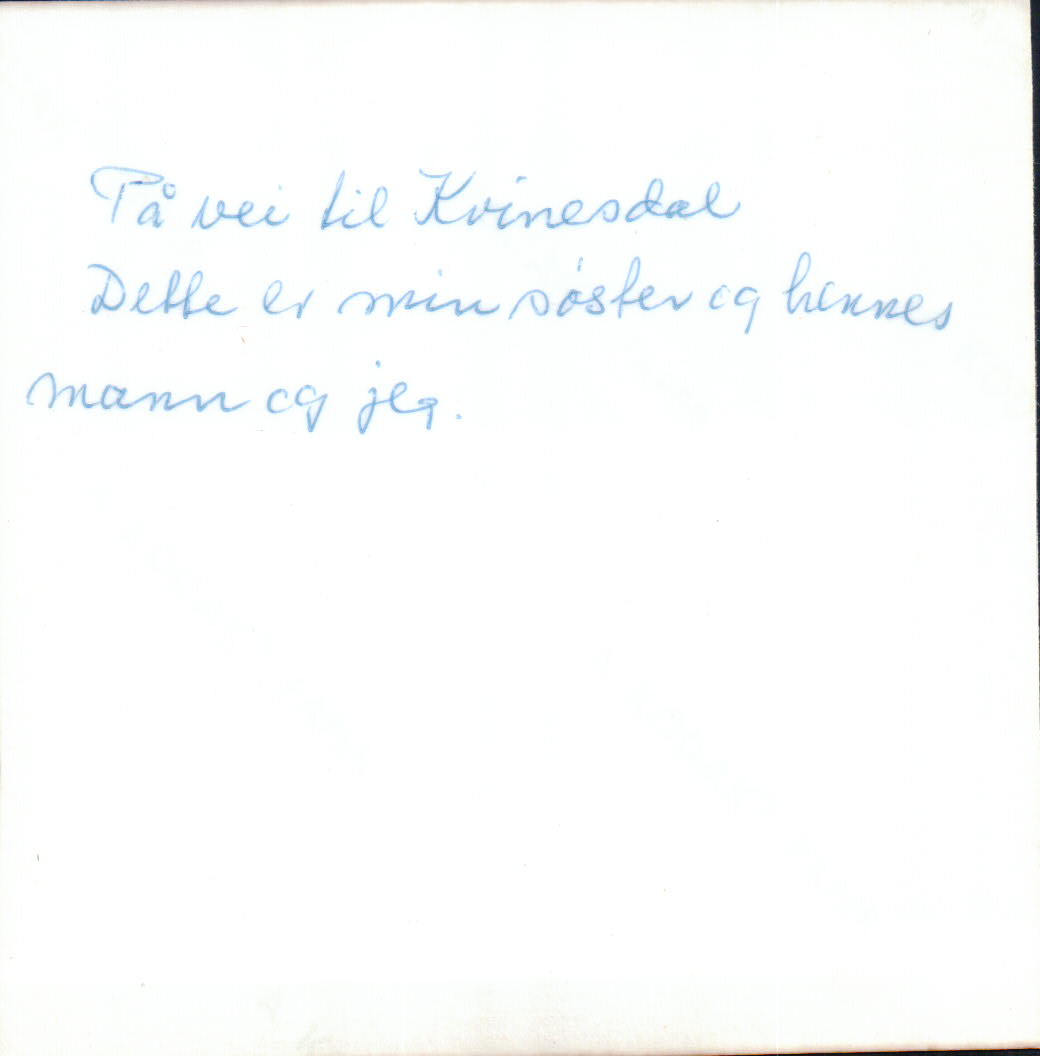 På vei til Kvinesdal
Dette er min søster og hennes
mann og jeg.